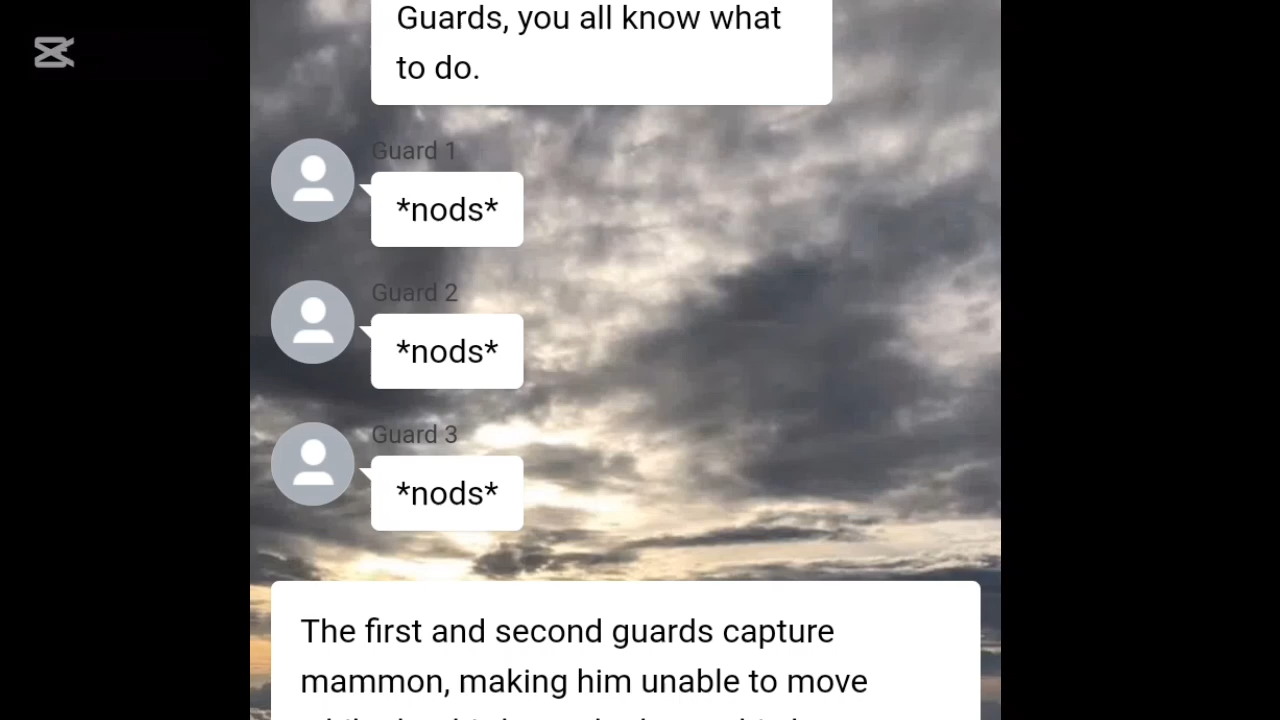 Guards, you all know what
to do.
Guard 1
*nods*
Guard 2
*nods*
Guard 3
*nods*
The first and second guards capture
mammon, making him unable to move